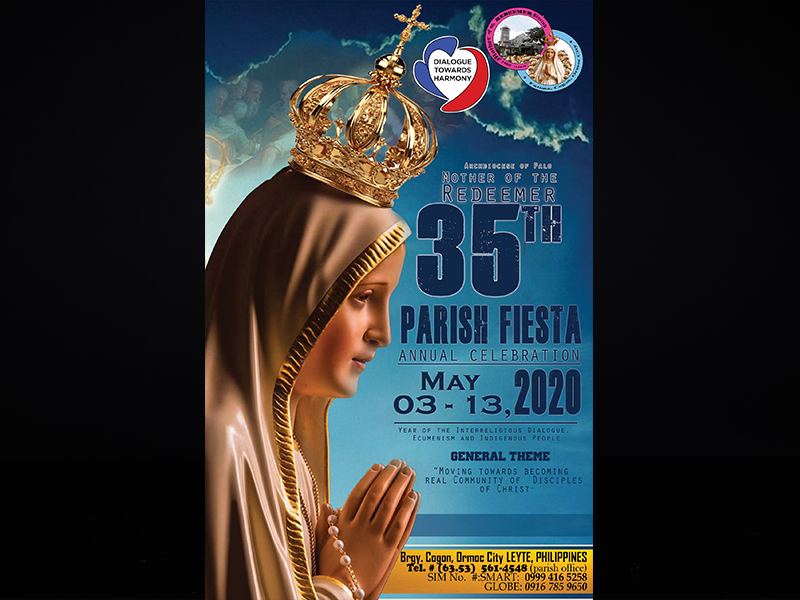 DIALOGUE
TOWARDS
HARMONY
Archdiocese of Palo
Mother of the
Redeemer
35TH
PARISH FIESTA
ANNUAL CELEBRATION
May
03 - 13, 2020
Year of the Interreligious Dialogue,
Ecumenism and Indigenous People
GENERAL THEME
"Moving towards becoming
real Community of Disciples
of Christ"
Brgy. Cogon, Ormoc City LEYTE, PHILIPPINES
Tel. # (63.53) 561-4548 (parish office)
SIM No. #:SMART: 0999 416 5258
GLOBE: 0916 785 9650